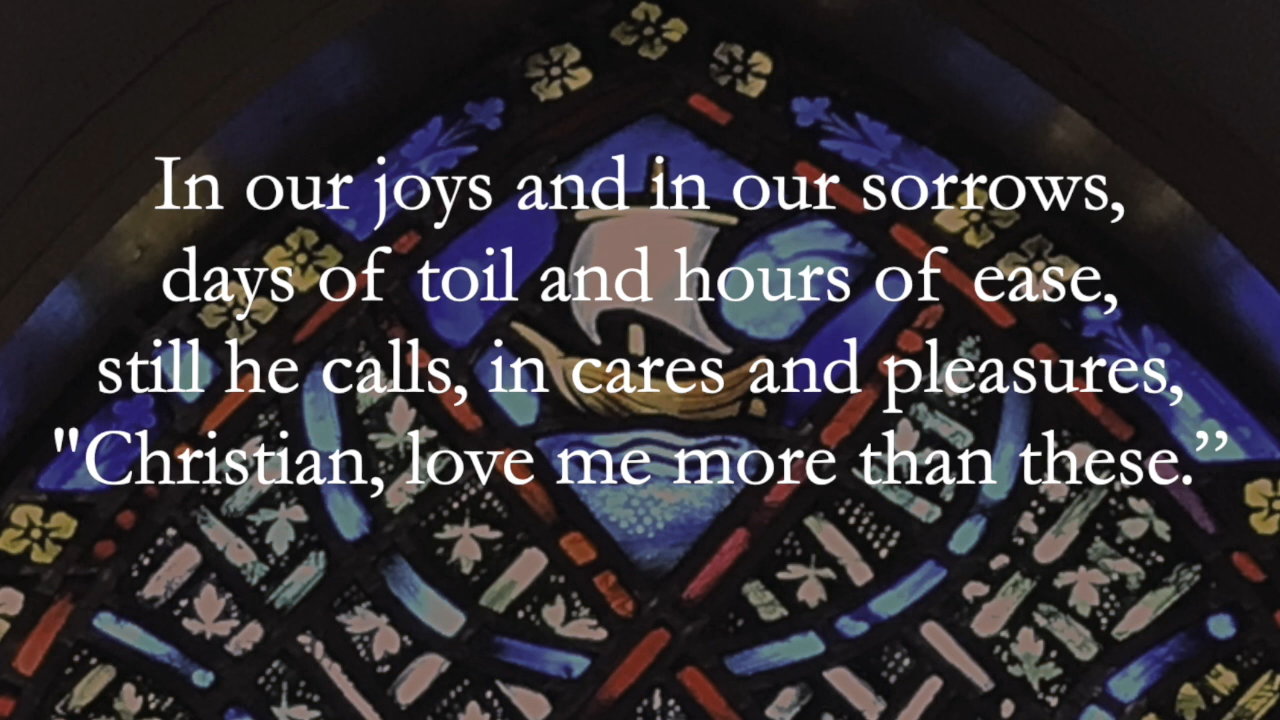 In our joys and in our sorrows,
days of toil and hours of ease,
still he calls, in cares and pleasures,
"Christian, love me more than these.”